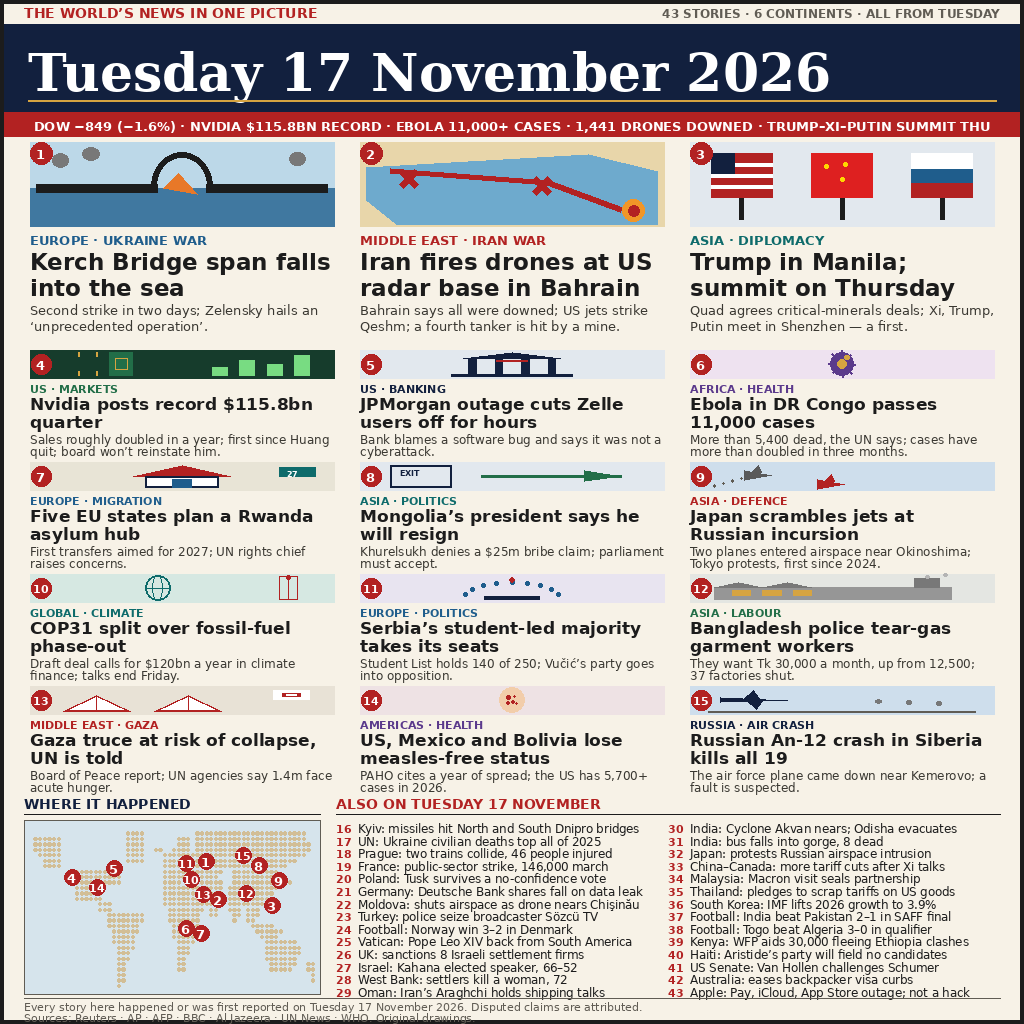 THE WORLD’S NEWS IN ONE PICTURE
43 STORIES · 6 CONTINENTS · ALL FROM TUESDAY
Tuesday 17 November 2026
DOW −849 (−1.6%) · NVIDIA $115.8BN RECORD · EBOLA 11,000+ CASES · 1,441 DRONES DOWNED · TRUMP–XI–PUTIN SUMMIT THU
1
EUROPE · UKRAINE WAR
Kerch Bridge span falls
into the sea
Second strike in two days; Zelensky hails an
‘unprecedented operation’.
2
MIDDLE EAST · IRAN WAR
Iran fires drones at US
radar base in Bahrain
Bahrain says all were downed; US jets strike
Qeshm; a fourth tanker is hit by a mine.
3
ASIA · DIPLOMACY
Trump in Manila;
summit on Thursday
Quad agrees critical-minerals deals; Xi, Trump,
Putin meet in Shenzhen — a first.
4
US · MARKETS
Nvidia posts record $115.8bn
quarter
Sales roughly doubled in a year; first since Huang
quit; board won’t reinstate him.
5
US · BANKING
JPMorgan outage cuts Zelle
users off for hours
Bank blames a software bug and says it was not a
cyberattack.
6
AFRICA · HEALTH
Ebola in DR Congo passes
11,000 cases
More than 5,400 dead, the UN says; cases have
more than doubled in three months.
7
27
EUROPE · MIGRATION
Five EU states plan a Rwanda
asylum hub
First transfers aimed for 2027; UN rights chief
raises concerns.
8
EXIT
ASIA · POLITICS
Mongolia’s president says he
will resign
Khurelsukh denies a $25m bribe claim; parliament
must accept.
9
ASIA · DEFENCE
Japan scrambles jets at
Russian incursion
Two planes entered airspace near Okinoshima;
Tokyo protests, first since 2024.
10
GLOBAL · CLIMATE
COP31 split over fossil-fuel
phase-out
Draft deal calls for $120bn a year in climate
finance; talks end Friday.
11
EUROPE · POLITICS
Serbia’s student-led majority
takes its seats
Student List holds 140 of 250; Vučić’s party goes
into opposition.
12
ASIA · LABOUR
Bangladesh police tear-gas
garment workers
They want Tk 30,000 a month, up from 12,500;
37 factories shut.
13
MIDDLE EAST · GAZA
Gaza truce at risk of collapse,
UN is told
Board of Peace report; UN agencies say 1.4m face
acute hunger.
14
AMERICAS · HEALTH
US, Mexico and Bolivia lose
measles-free status
PAHO cites a year of spread; the US has 5,700+
cases in 2026.
15
RUSSIA · AIR CRASH
Russian An-12 crash in Siberia
kills all 19
The air force plane came down near Kemerovo; a
fault is suspected.
WHERE IT HAPPENED
11 1 15 8
5
4 14
10
13 2 12
9
3
6 7
ALSO ON TUESDAY 17 NOVEMBER
16 Kyiv: missiles hit North and South Dnipro bridges
17 UN: Ukraine civilian deaths top all of 2025
18 Prague: two trains collide, 46 people injured
19 France: public-sector strike, 146,000 march
20 Poland: Tusk survives a no-confidence vote
21 Germany: Deutsche Bank shares fall on data leak
22 Moldova: shuts airspace as drone nears Chișinău
23 Turkey: police seize broadcaster Sözcü TV
24 Football: Norway win 3–2 in Denmark
25 Vatican: Pope Leo XIV back from South America
26 UK: sanctions 8 Israeli settlement firms
27 Israel: Kahana elected speaker, 66–52
28 West Bank: settlers kill a woman, 72
29 Oman: Iran’s Araghchi holds shipping talks
30 India: Cyclone Akvan nears; Odisha evacuates
31 India: bus falls into gorge, 8 dead
32 Japan: protests Russian airspace intrusion
33 China–Canada: more tariff cuts after Xi talks
34 Malaysia: Macron visit seals partnership
35 Thailand: pledges to scrap tariffs on US goods
36 South Korea: IMF lifts 2026 growth to 3.9%
37 Football: India beat Pakistan 2–1 in SAFF final
38 Football: Togo beat Algeria 3–0 in qualifier
39 Kenya: WFP aids 30,000 fleeing Ethiopia clashes
40 Haiti: Aristide’s party will field no candidates
41 US Senate: Van Hollen challenges Schumer
42 Australia: eases backpacker visa curbs
43 Apple: Pay, iCloud, App Store outage; not a hack
Every story here happened or was first reported on Tuesday 17 November 2026. Disputed claims are attributed.
Sources: Reuters · AP · AFP · BBC · Al Jazeera · UN News · WHO. Original drawings.